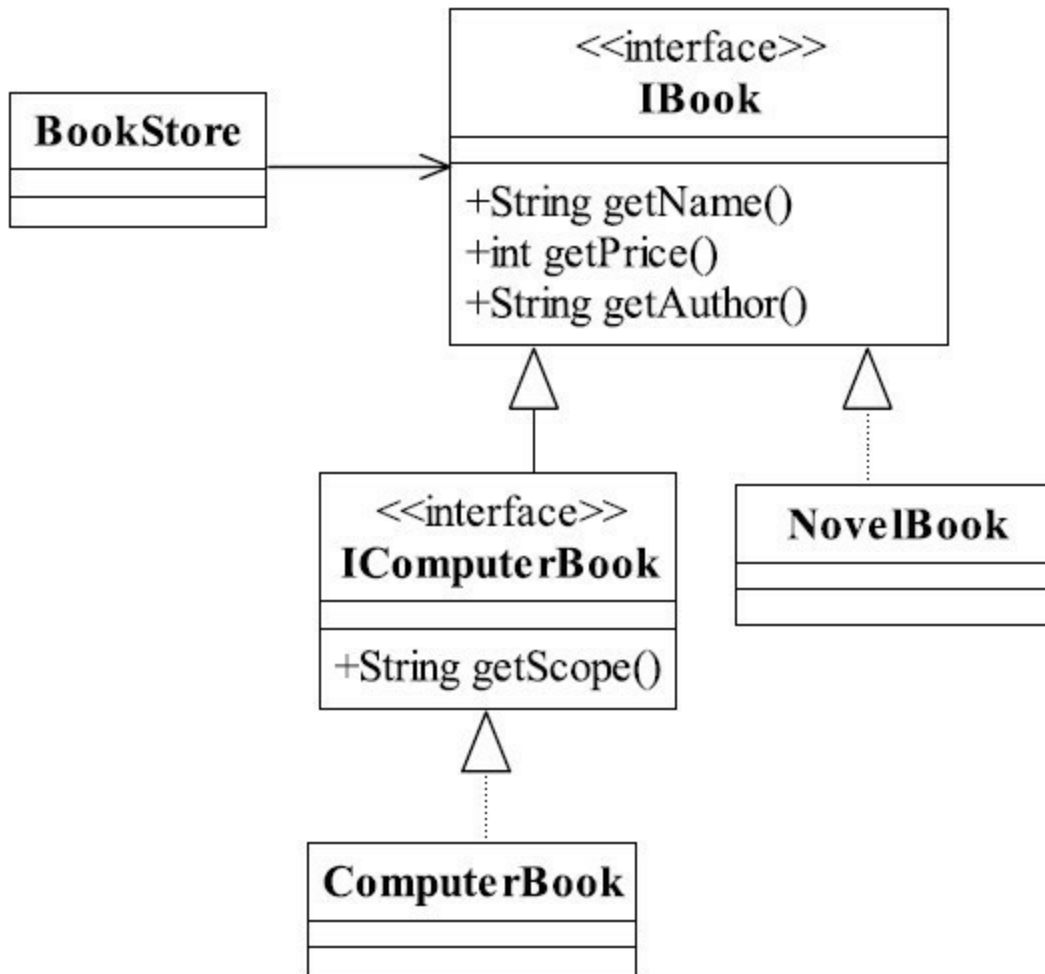 <<interface>>
IBook
BookStore
+String getName()
+int getPrice()
+String getAuthor()
<<interface>>
IComputerBook
NovelBook
+String getScope()
ComputerBook